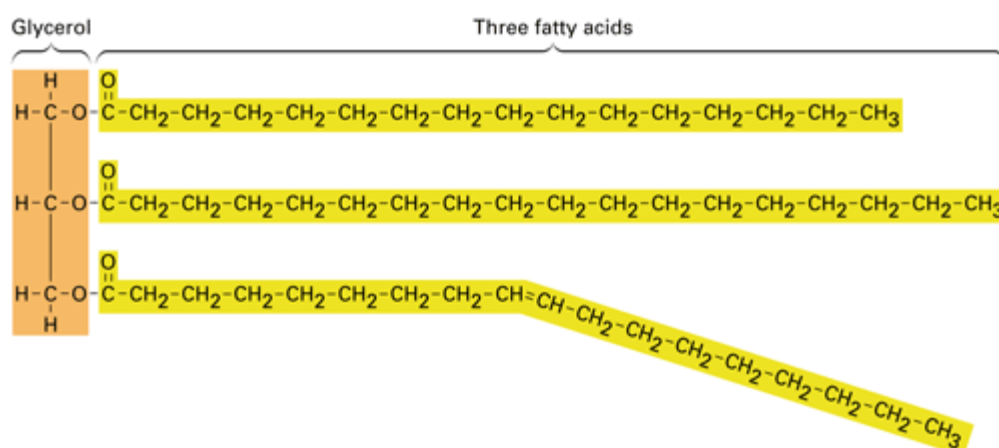 Glycerol Three fatty acids
H O
H-C-O-C-CH2-CH2-CH2-CH2-CH2-CH2-CH2-CH2-CH2-CH2-CH2-CH2-CH2-CH2-CH3
O
H-C-O-C-CH2-CH2-CH2-CH2-CH2-CH2-CH2-CH2-CH2-CH2-CH2-CH2-CH2-CH2-CH2-CH2-CH3
O
H-C-O-C-CH2-CH2-CH2-CH2-CH2-CH2-CH2-CH=CH-CH2-CH2-CH2-CH2-CH2-CH2-CH2-CH3
H